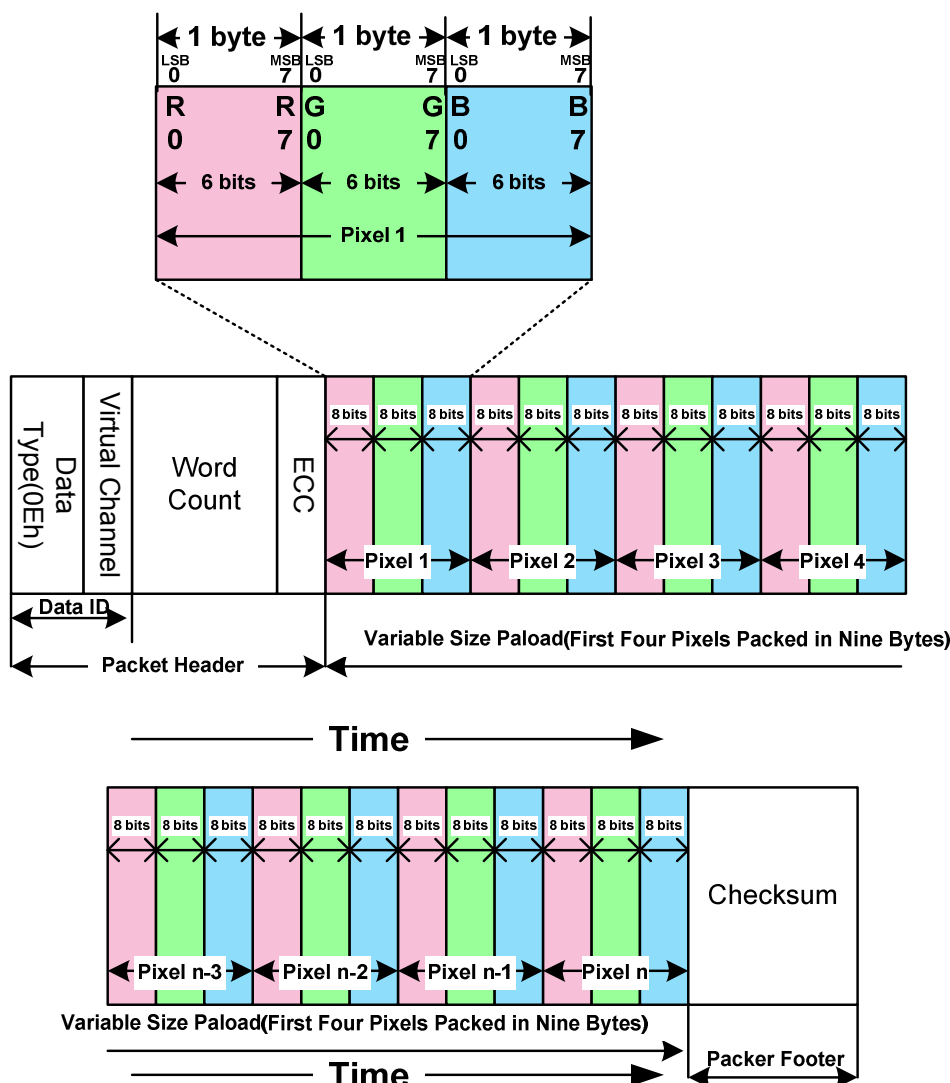 1 byte 1 byte 1 byte
LSB MSB LSB MSB LSB MSB
0 7 0 7 0 7
R R G G B B
0 7 0 7 0 7
6 bits 6 bits 6 bits
Pixel 1
Data Type(0Eh)
Virtual Channel
Word Count
ECC
8 bits 8 bits 8 bits 8 bits 8 bits 8 bits 8 bits 8 bits 8 bits 8 bits 8 bits 8 bits
Pixel 1 Pixel 2 Pixel 3 Pixel 4
Data ID
Variable Size Paload(First Four Pixels Packed in Nine Bytes)
Packet Header
Time
8 bits 8 bits 8 bits 8 bits 8 bits 8 bits 8 bits 8 bits 8 bits 8 bits 8 bits 8 bits
Checksum
Pixel n-3 Pixel n-2 Pixel n-1 Pixel n
Variable Size Paload(First Four Pixels Packed in Nine Bytes)
Packer Footer
Time